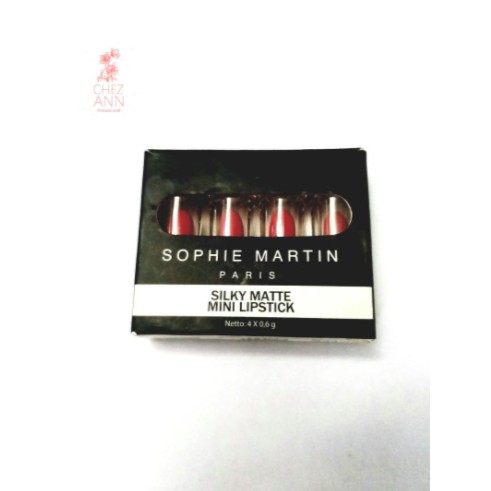 CHEZ
ANN
SOPHIE MARTIN
PARIS
SILKY MATTE
MINI LIPSTICK
Netto: 4 X 0,6 g